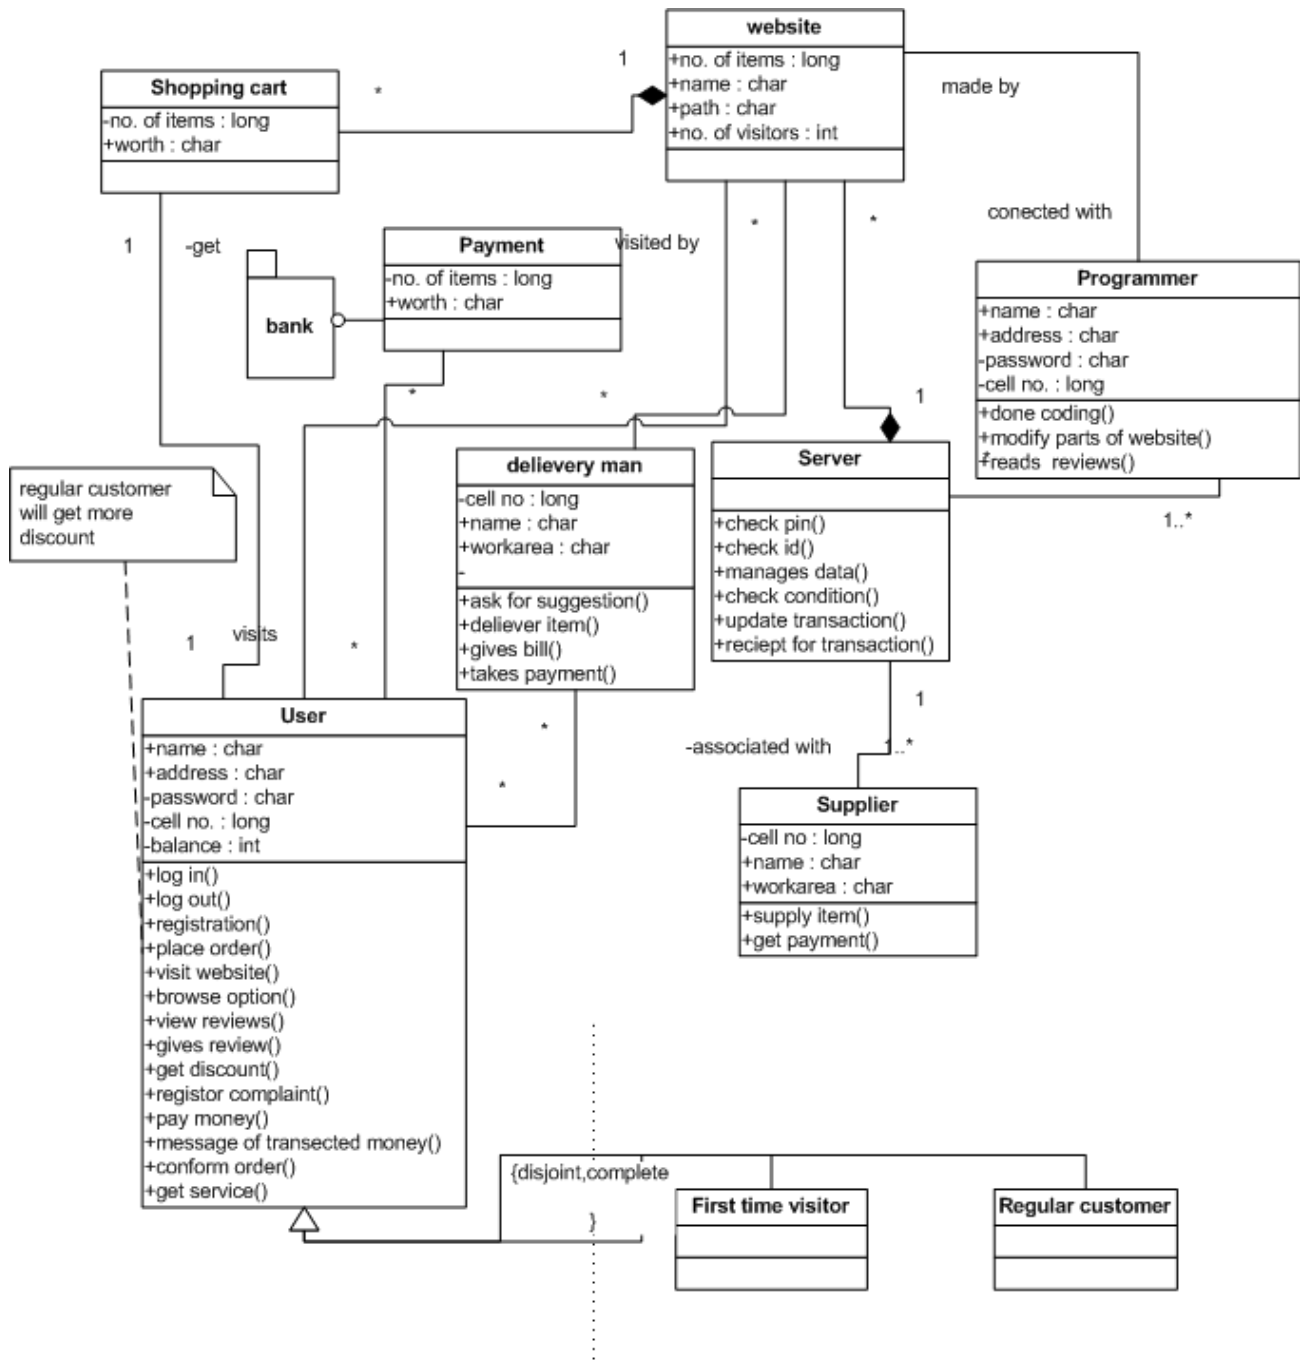 website
+no. of items : long
+name : char
+path : char
+no. of visitors : int
1
*
made by
Shopping cart
-no. of items : long
+worth : char
1
-get
*
visited by
*
*
conected with
Payment
-no. of items : long
+worth : char
bank
*
*
Programmer
+name : char
+address : char
-password : char
-cell no. : long
+done coding()
+modify parts of website()
+reads reviews()
*
1..*
1
Server
+check pin()
+check id()
+manages data()
+check condition()
+update transaction()
+reciept for transaction()
delievery man
-cell no : long
+name : char
+workarea : char
-
+ask for suggestion()
+deliever item()
+gives bill()
+takes payment()
regular customer
will get more
discount
1
visits
*
*
*
1
-associated with
1..*
Supplier
-cell no : long
+name : char
+workarea : char
+supply item()
+get payment()
User
+name : char
+address : char
-password : char
-cell no. : long
-balance : int
+log in()
+log out()
+registration()
+place order()
+visit website()
+browse option()
+view reviews()
+gives review()
+get discount()
+registor complaint()
+pay money()
+message of transected money()
+conform order()
+get service()
{disjoint,complete
}
First time visitor
Regular customer